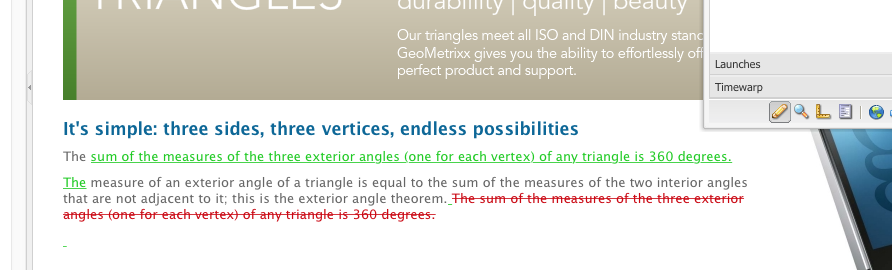 TRIANGLES
durability | quality | beauty
Our triangles meet all ISO and DIN industry
GeoMetrixx gives you the ability to effortlessly
perfect product and support.
Launches
Timewarp
It's simple: three sides, three vertices, endless possibilities
The sum of the measures of the three exterior angles (one for each vertex) of any triangle is 360 degrees.
The measure of an exterior angle of a triangle is equal to the sum of the measures of the two interior angles
that are not adjacent to it; this is the exterior angle theorem. The sum of the measures of the three exterior
angles (one for each vertex) of any triangle is 360 degrees.